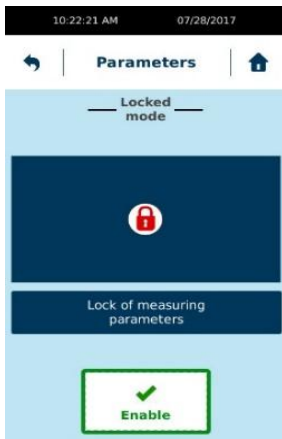 10:22:21 AM 07/28/2017
Parameters
Locked
mode
Lock of measuring
parameters
Enable